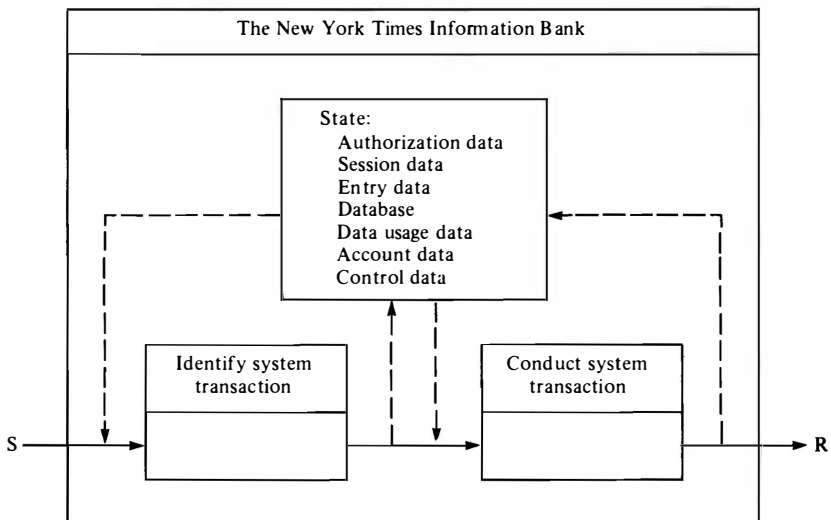 The New York Times Information Bank
State:
Authorization data
Session data
Entry data
Database
Data usage data
Account data
Control data
Identify system
transaction
Conduct system
transaction
S
R